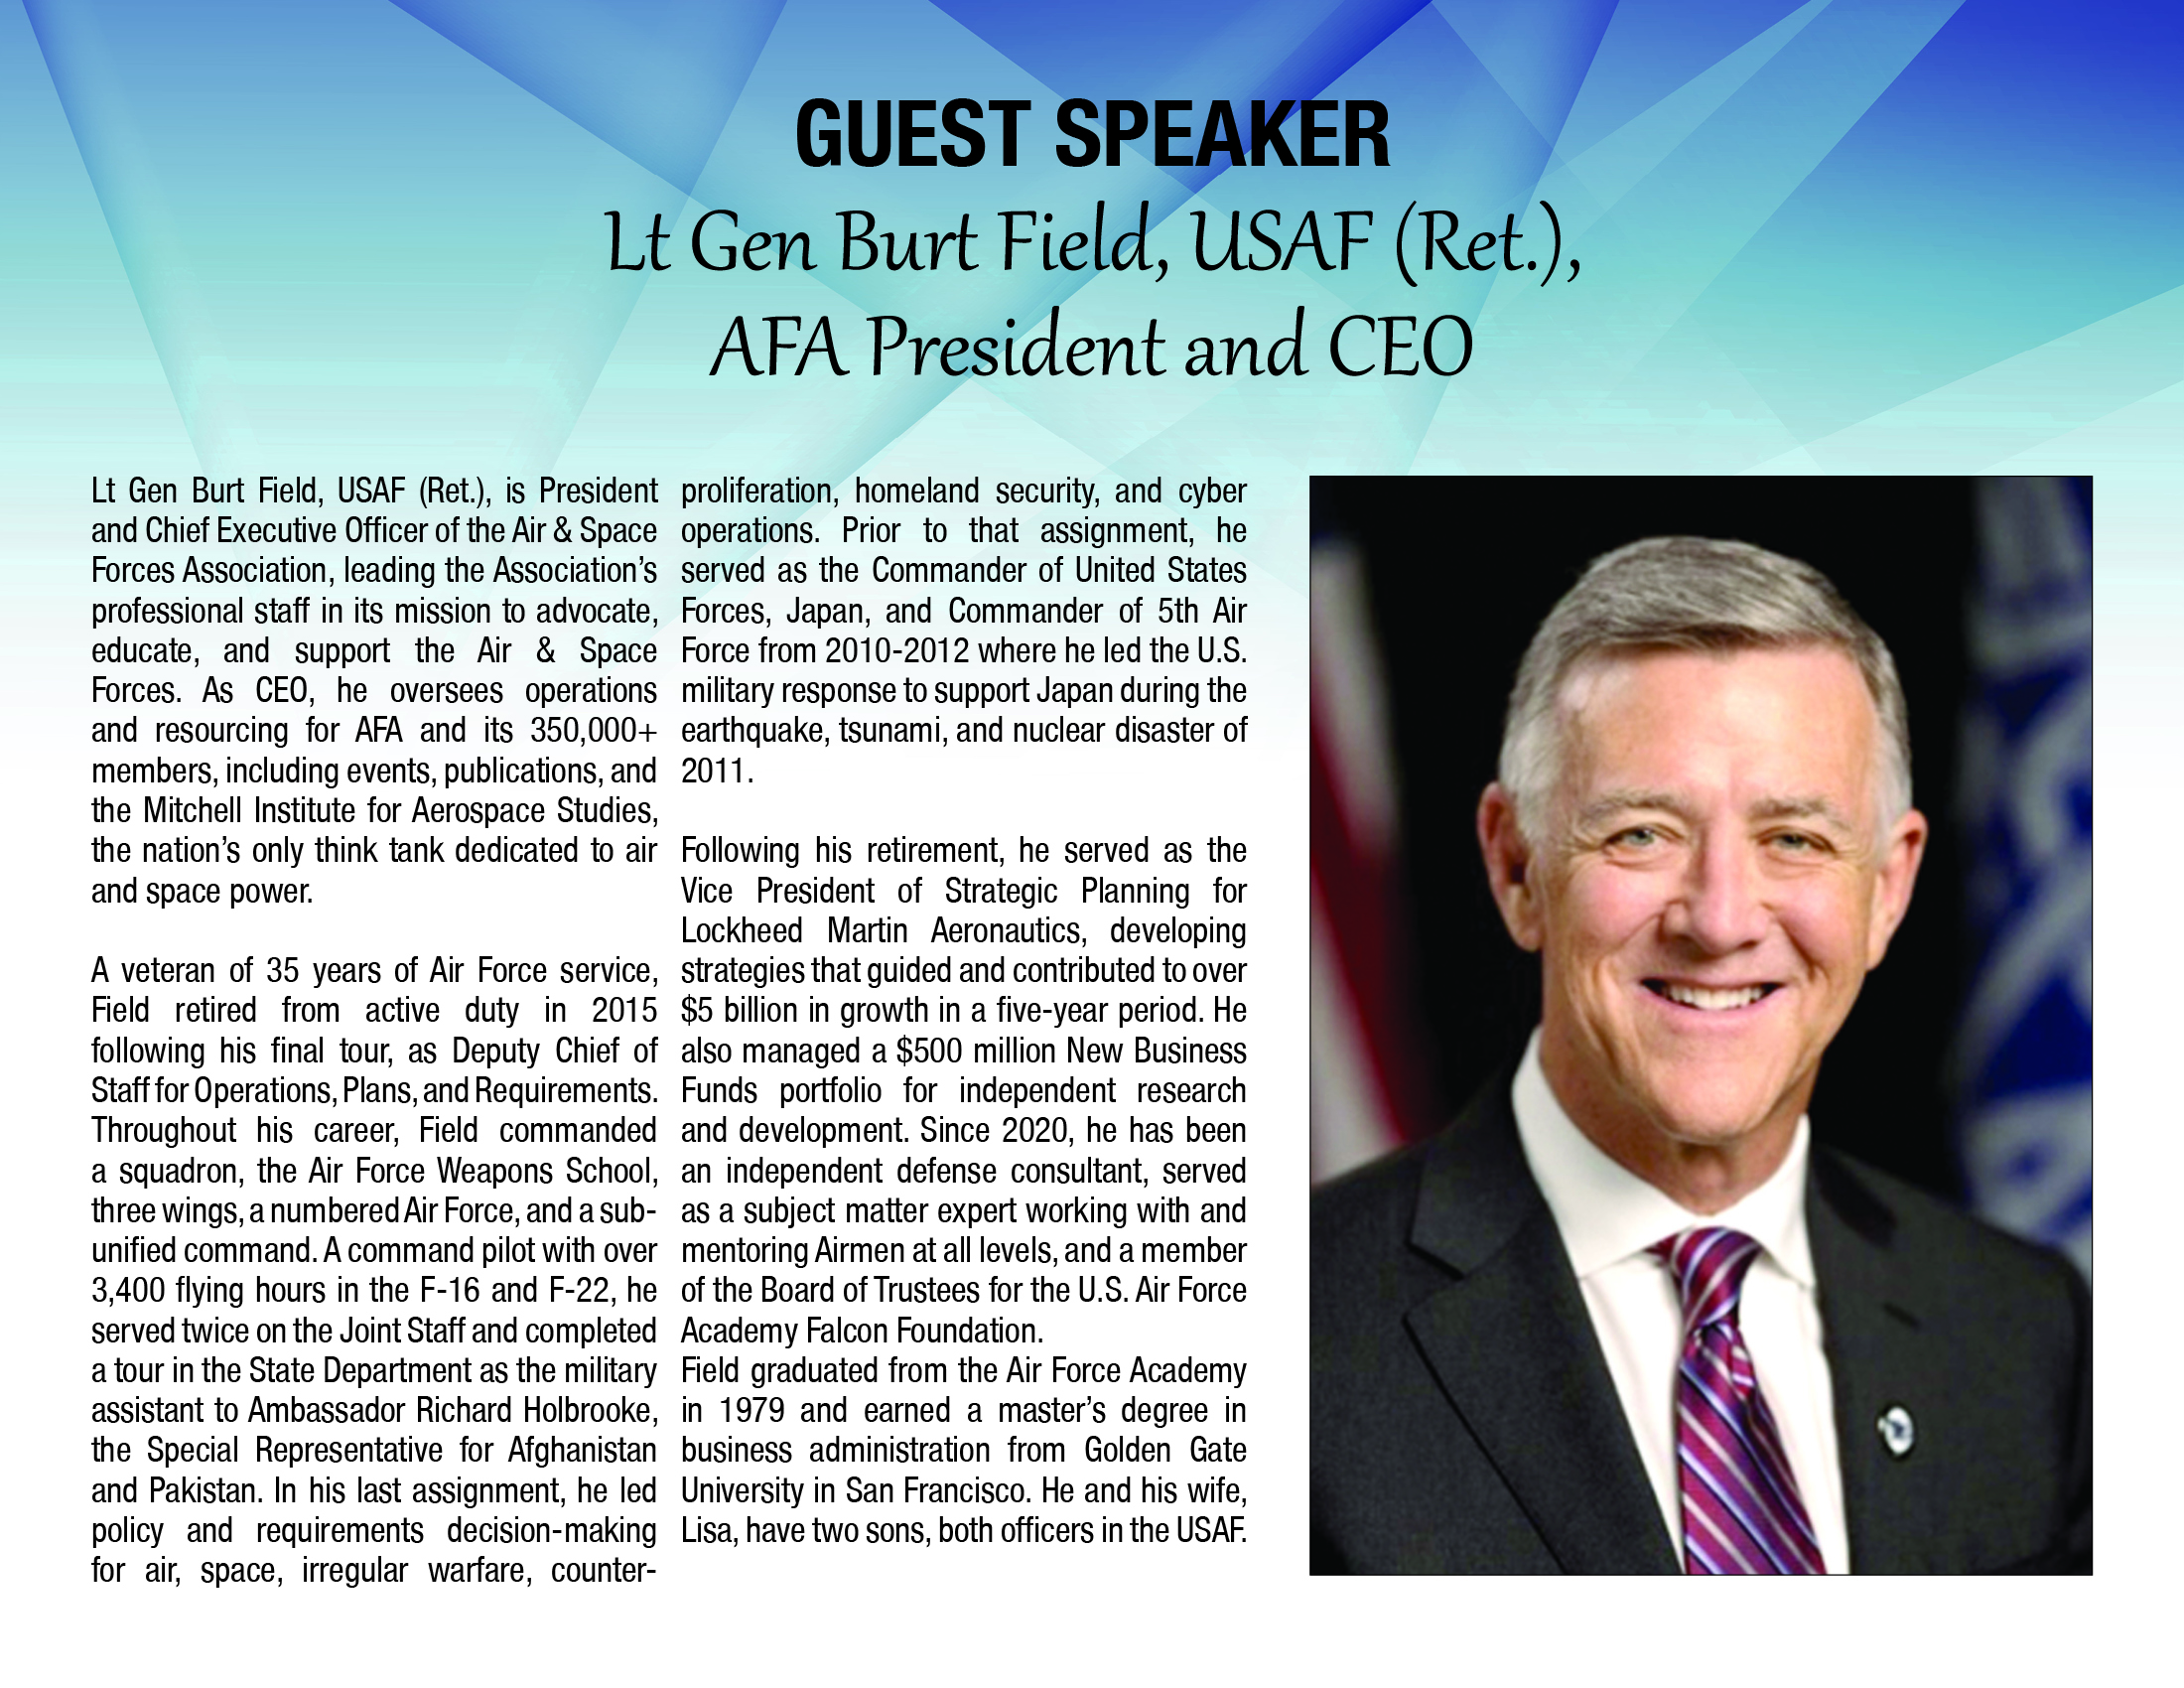 GUEST SPEAKER
Lt Gen Burt Field, USAF (Ret.),
AFA President and CEO
Lt Gen Burt Field, USAF (Ret.), is President
and Chief Executive Officer of the Air & Space
Forces Association, leading the Association’s
professional staff in its mission to advocate,
educate, and support the Air & Space
Forces. As CEO, he oversees operations
and resourcing for AFA and its 350,000+
members, including events, publications, and
the Mitchell Institute for Aerospace Studies,
the nation’s only think tank dedicated to air
and space power.
A veteran of 35 years of Air Force service,
Field retired from active duty in 2015
following his final tour, as Deputy Chief of
Staff for Operations, Plans, and Requirements.
Throughout his career, Field commanded
a squadron, the Air Force Weapons School,
three wings, a numbered Air Force, and a sub-
unified command. A command pilot with over
3,400 flying hours in the F-16 and F-22, he
served twice on the Joint Staff and completed
a tour in the State Department as the military
assistant to Ambassador Richard Holbrooke,
the Special Representative for Afghanistan
and Pakistan. In his last assignment, he led
policy and requirements decision-making
for air, space, irregular warfare, counter-
proliferation, homeland security, and cyber
operations. Prior to that assignment, he
served as the Commander of United States
Forces, Japan, and Commander of 5th Air
Force from 2010-2012 where he led the U.S.
military response to support Japan during the
earthquake, tsunami, and nuclear disaster of
2011.
Following his retirement, he served as the
Vice President of Strategic Planning for
Lockheed Martin Aeronautics, developing
strategies that guided and contributed to over
$5 billion in growth in a five-year period. He
also managed a $500 million New Business
Funds portfolio for independent research
and development. Since 2020, he has been
an independent defense consultant, served
as a subject matter expert working with and
mentoring Airmen at all levels, and a member
of the Board of Trustees for the U.S. Air Force
Academy Falcon Foundation.
Field graduated from the Air Force Academy
in 1979 and earned a master’s degree in
business administration from Golden Gate
University in San Francisco. He and his wife,
Lisa, have two sons, both officers in the USAF.